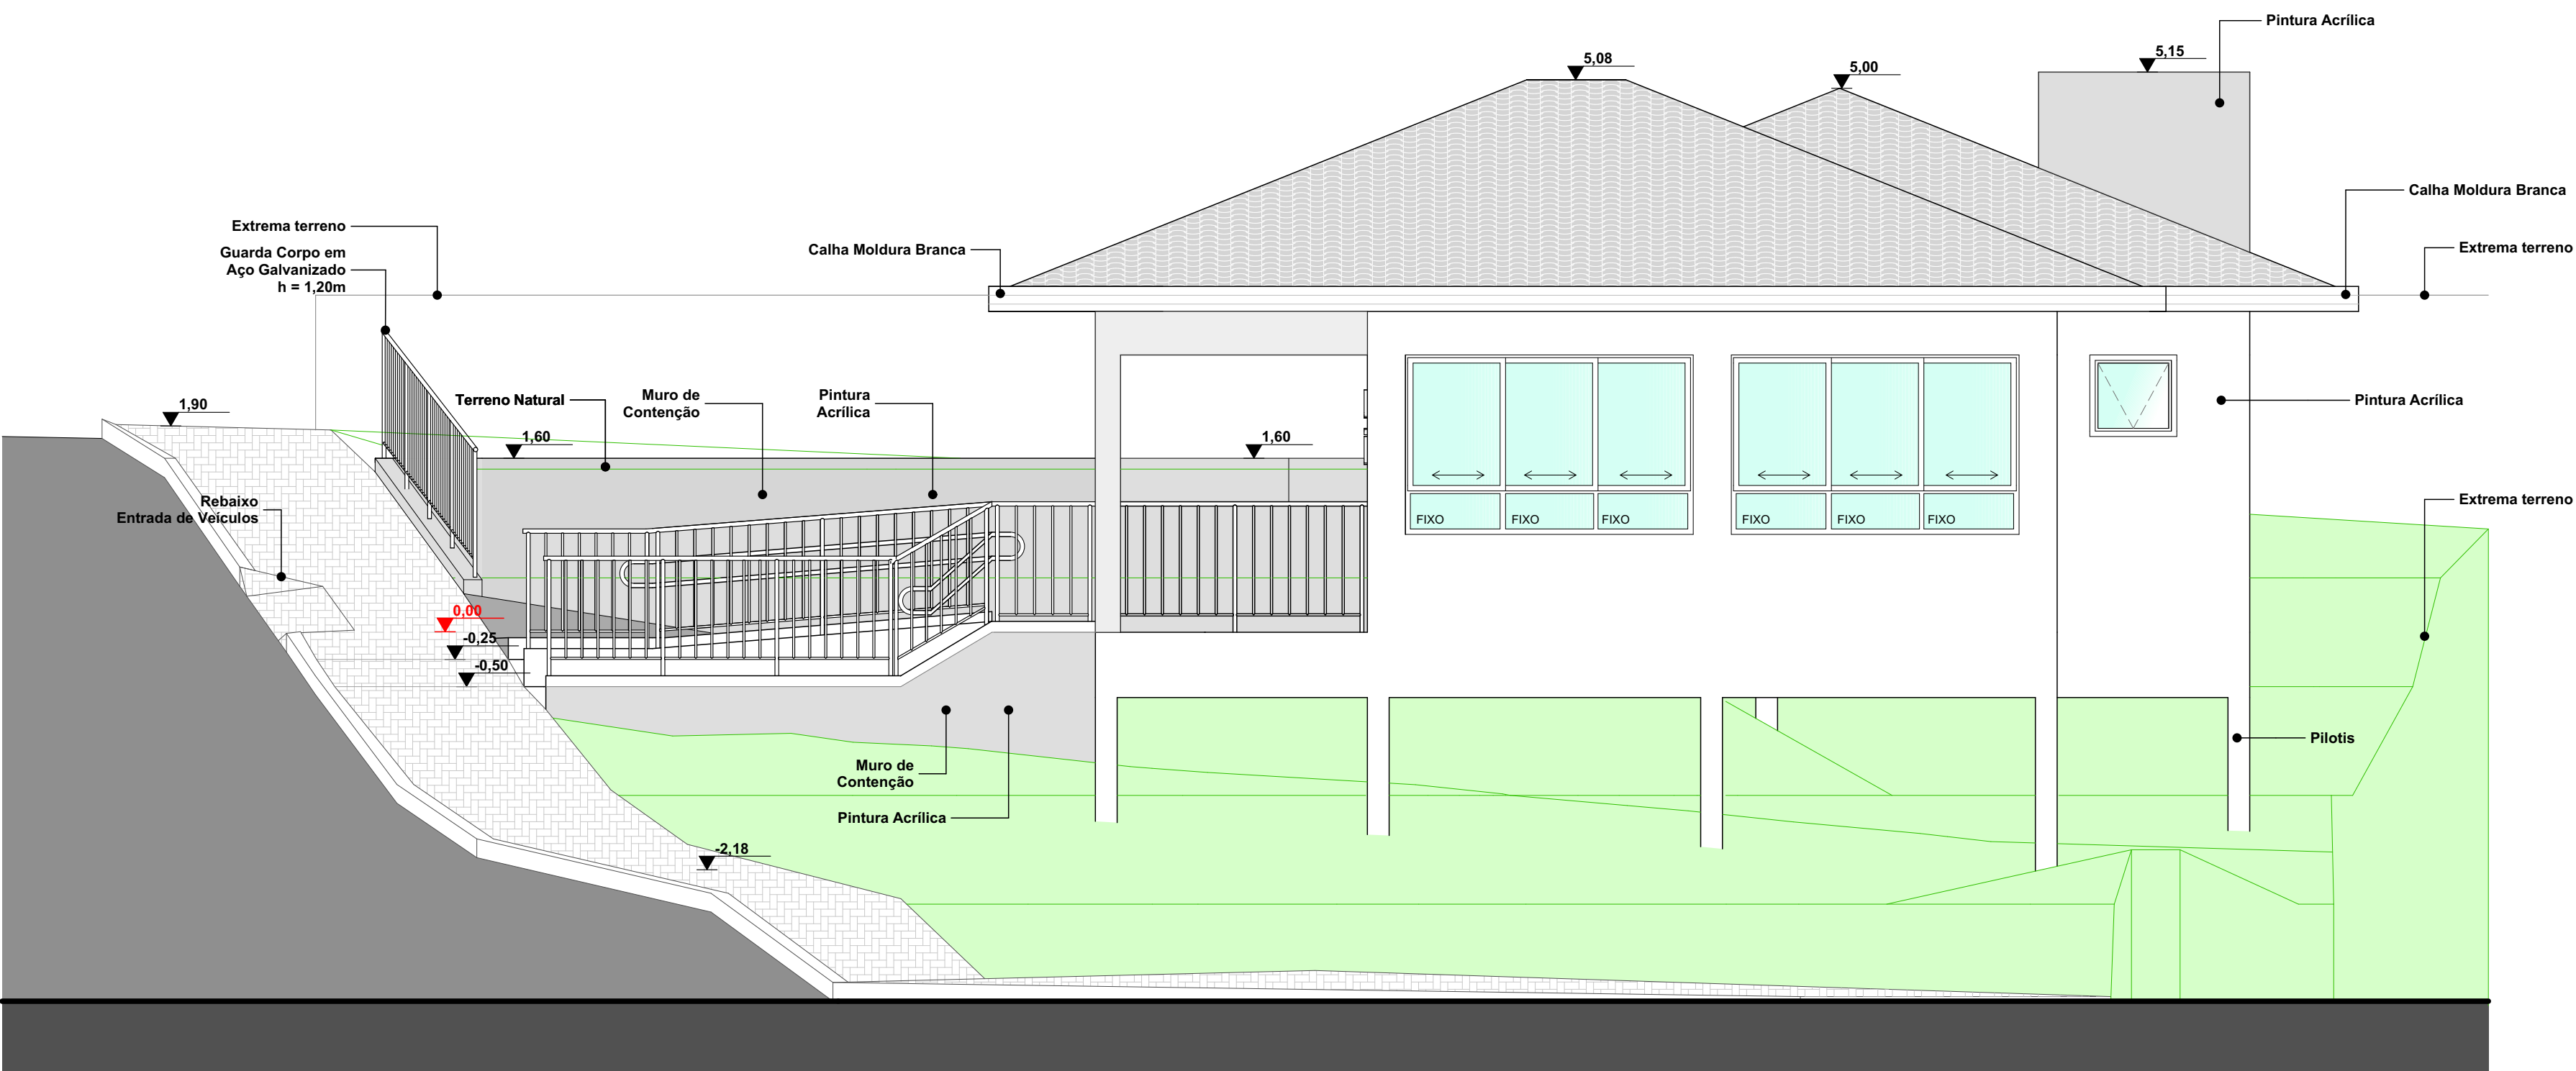 Pintura Acrílica
5,15
5,08
5,00
Calha Moldura Branca
Extrema terreno
Extrema terreno
Calha Moldura Branca
Guarda Corpo em
Aço Galvanizado
h = 1,20m
1,90
Terreno Natural
Muro de
Contenção
Pintura
Acrílica
Pintura Acrílica
1,60
1,60
Rebaixo
Entrada de Veículos
Extrema terreno
FIXO
FIXO
FIXO
FIXO
FIXO
FIXO
0,00
-0,25
-0,50
Pilotis
Muro de
Contenção
Pintura Acrílica
-2,18